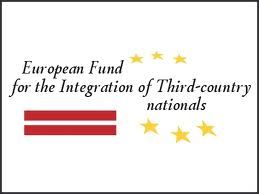 European Fund
for the Integration of Third-country
nationals